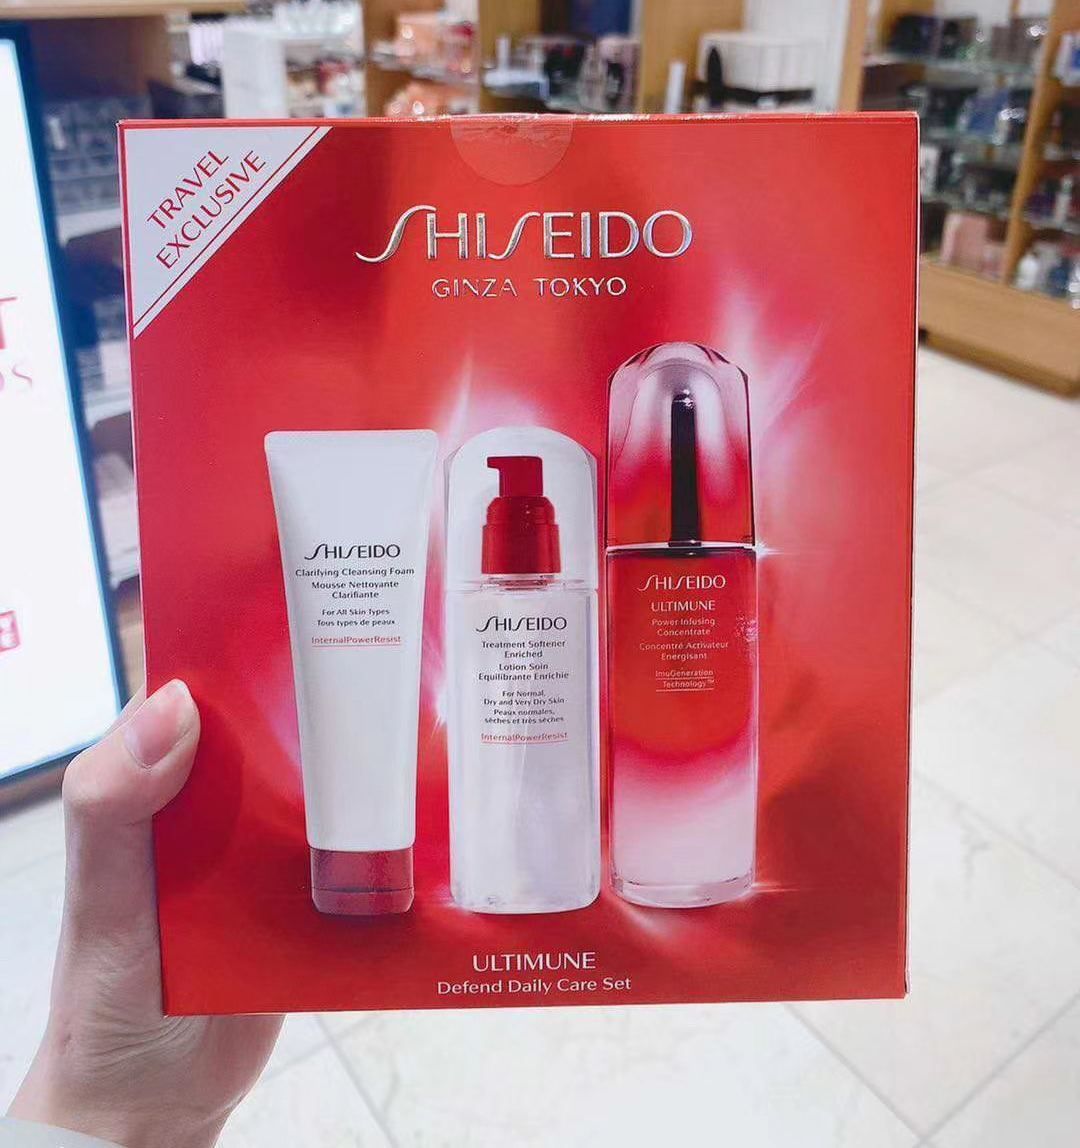 TRAVEL
EXCLUSIVE
SHISEIDO
GINZA TOKYO
SHISEIDO
Clarifying Cleansing Foam
Mousse Nettoyante
Clarifiante
For All Skin Types
Tous types de peaux
InternalPowerResist
SHISEIDO
Treatment Softener
Enriched
Lotion Soin
Equilibrante Enrichie
For Normal,
Dry and Very Dry Skin
Peaux normales,
sèches et très sèches
InternalPowerResist
SHISEIDO
ULTIMUNE
Power Infusing
Concentrate
Concentré Activateur
Energisant
ImuGeneration
Technology™
ULTIMUNE
Defend Daily Care Set